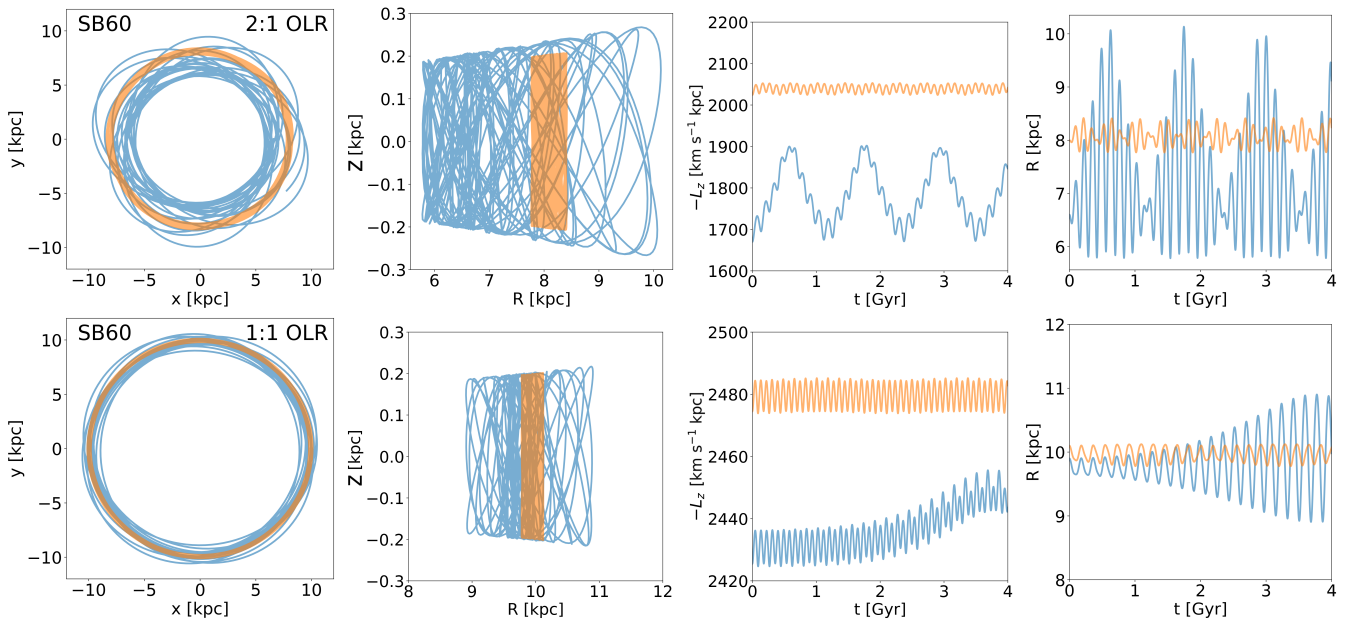 SB60 2:1 OLR
10
5
0
−5
−10
y [kpc]
−10 −5 0 5 10
x [kpc]
0.3
0.2
0.1
0.0
−0.1
−0.2
−0.3
Z [kpc]
6 7 8 9 10
R [kpc]
2200
2100
2000
1900
1800
1700
1600
−L_z [km s⁻¹ kpc]
0 1 2 3 4
t [Gyr]
10
9
8
7
6
R [kpc]
0 1 2 3 4
t [Gyr]
SB60 1:1 OLR
10
5
0
−5
−10
y [kpc]
−10 −5 0 5 10
x [kpc]
0.3
0.2
0.1
0.0
−0.1
−0.2
−0.3
Z [kpc]
8 9 10 11 12
R [kpc]
2500
2480
2460
2440
2420
−L_z [km s⁻¹ kpc]
0 1 2 3 4
t [Gyr]
12
11
10
9
8
R [kpc]
0 1 2 3 4
t [Gyr]